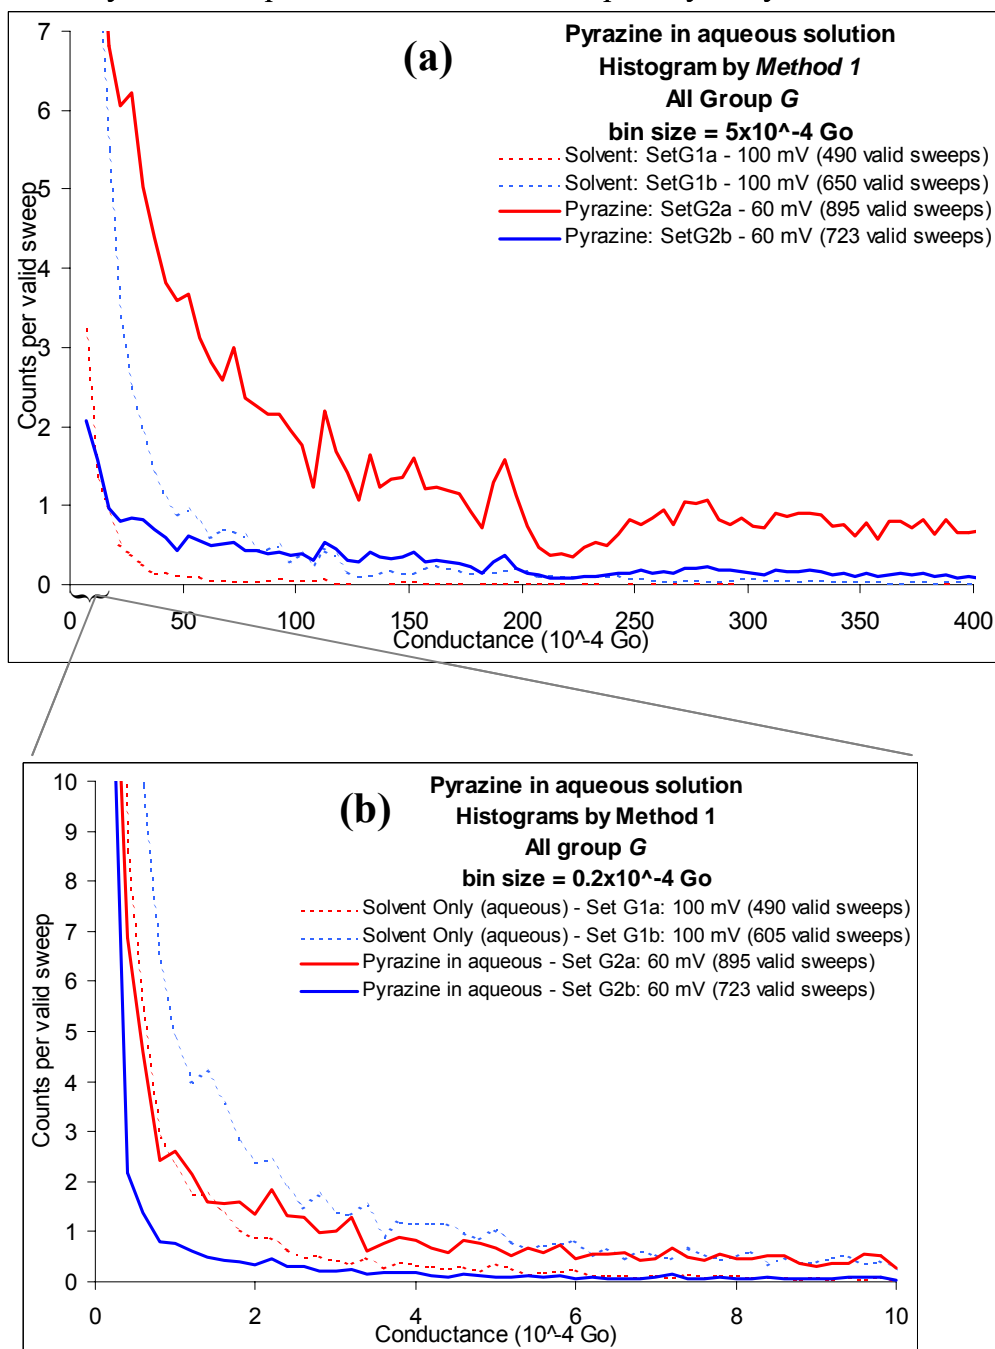 (a)
Pyrazine in aqueous solution
Histogram by Method 1
All Group G
bin size = 5x10^-4 Go
Solvent: SetG1a - 100 mV (490 valid sweeps)
Solvent: SetG1b - 100 mV (650 valid sweeps)
Pyrazine: SetG2a - 60 mV (895 valid sweeps)
Pyrazine: SetG2b - 60 mV (723 valid sweeps)
Counts per valid sweep
7
6
5
4
3
2
1
0
0 50 100 150 200 250 300 350 400
Conductance (10^-4 Go)
(b)
Pyrazine in aqueous solution
Histograms by Method 1
All group G
bin size = 0.2x10^-4 Go
Solvent Only (aqueous) - Set G1a: 100 mV (490 valid sweeps)
Solvent Only (aqueous) - Set G1b: 100 mV (605 valid sweeps)
Pyrazine in aqueous - Set G2a: 60 mV (895 valid sweeps)
Pyrazine in aqueous - Set G2b: 60 mV (723 valid sweeps)
Counts per valid sweep
10
9
8
7
6
5
4
3
2
1
0
0 2 4 6 8 10
Conductance (10^-4 Go)